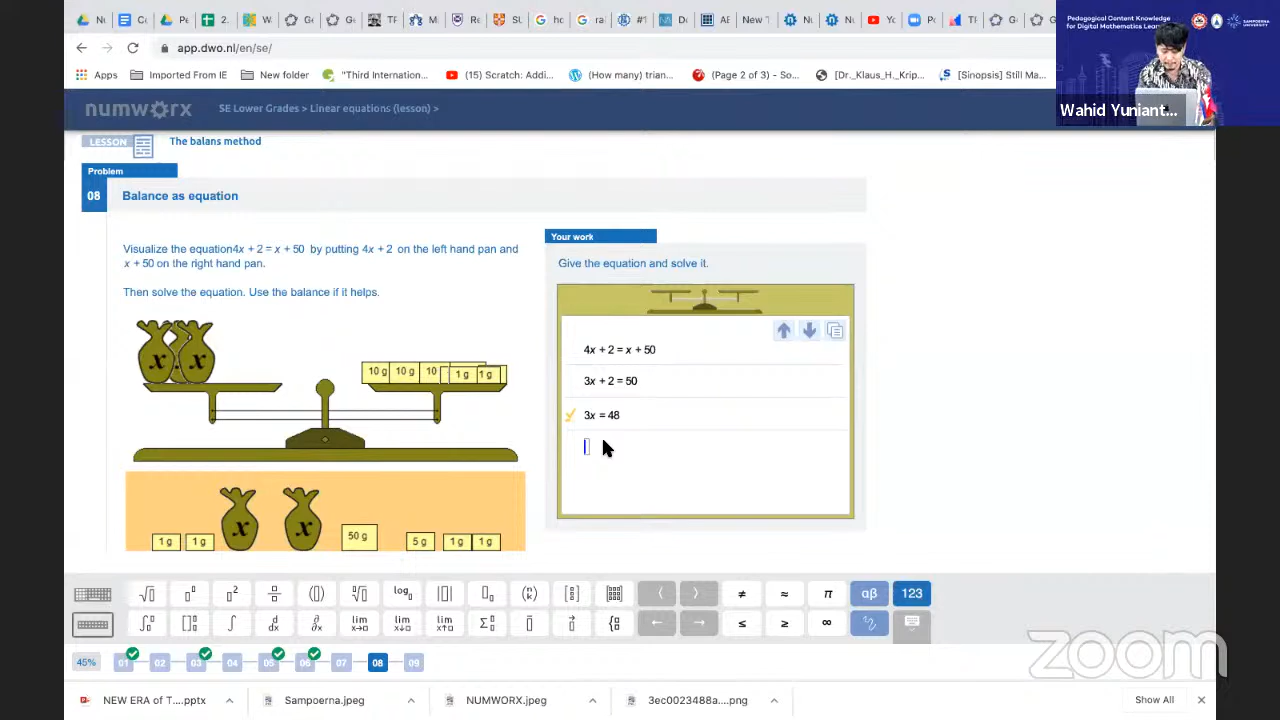 Pedagogical Content Knowledge
for Digital Mathematics
Wahid Yuniant...
app.dwo.nl/en/se/
Apps
Imported From IE
New folder
"Third Internation...
(15) Scratch: Addi...
(How many) trian...
(Page 2 of 3) - So...
[Dr._Klaus_H._Krip...
[Sinopsis] Still Ma...
numworx
SE Lower Grades > Linear equations (lesson) >
LESSON
The balans method
Problem
08
Balance as equation
Visualize the equation4x + 2 = x + 50 by putting 4x + 2 on the left hand pan and
x + 50 on the right hand pan.
Then solve the equation. Use the balance if it helps.
x x
10 g 10 g 10 1 g 1 g
1 g 1 g x x 50 g 5 g 1 g 1 g
Your work
Give the equation and solve it.
4x + 2 = x + 50
3x + 2 = 50
3x = 48
log
lim lim lim
≠ ≈ π αβ 123
≤ ≥ ∞
45% 01 02 03 04 05 06 07 08 09
zoom
NEW ERA of T....pptx
Sampoerna.jpeg
NUMWORX.jpeg
3ec0023488a....png
Show All